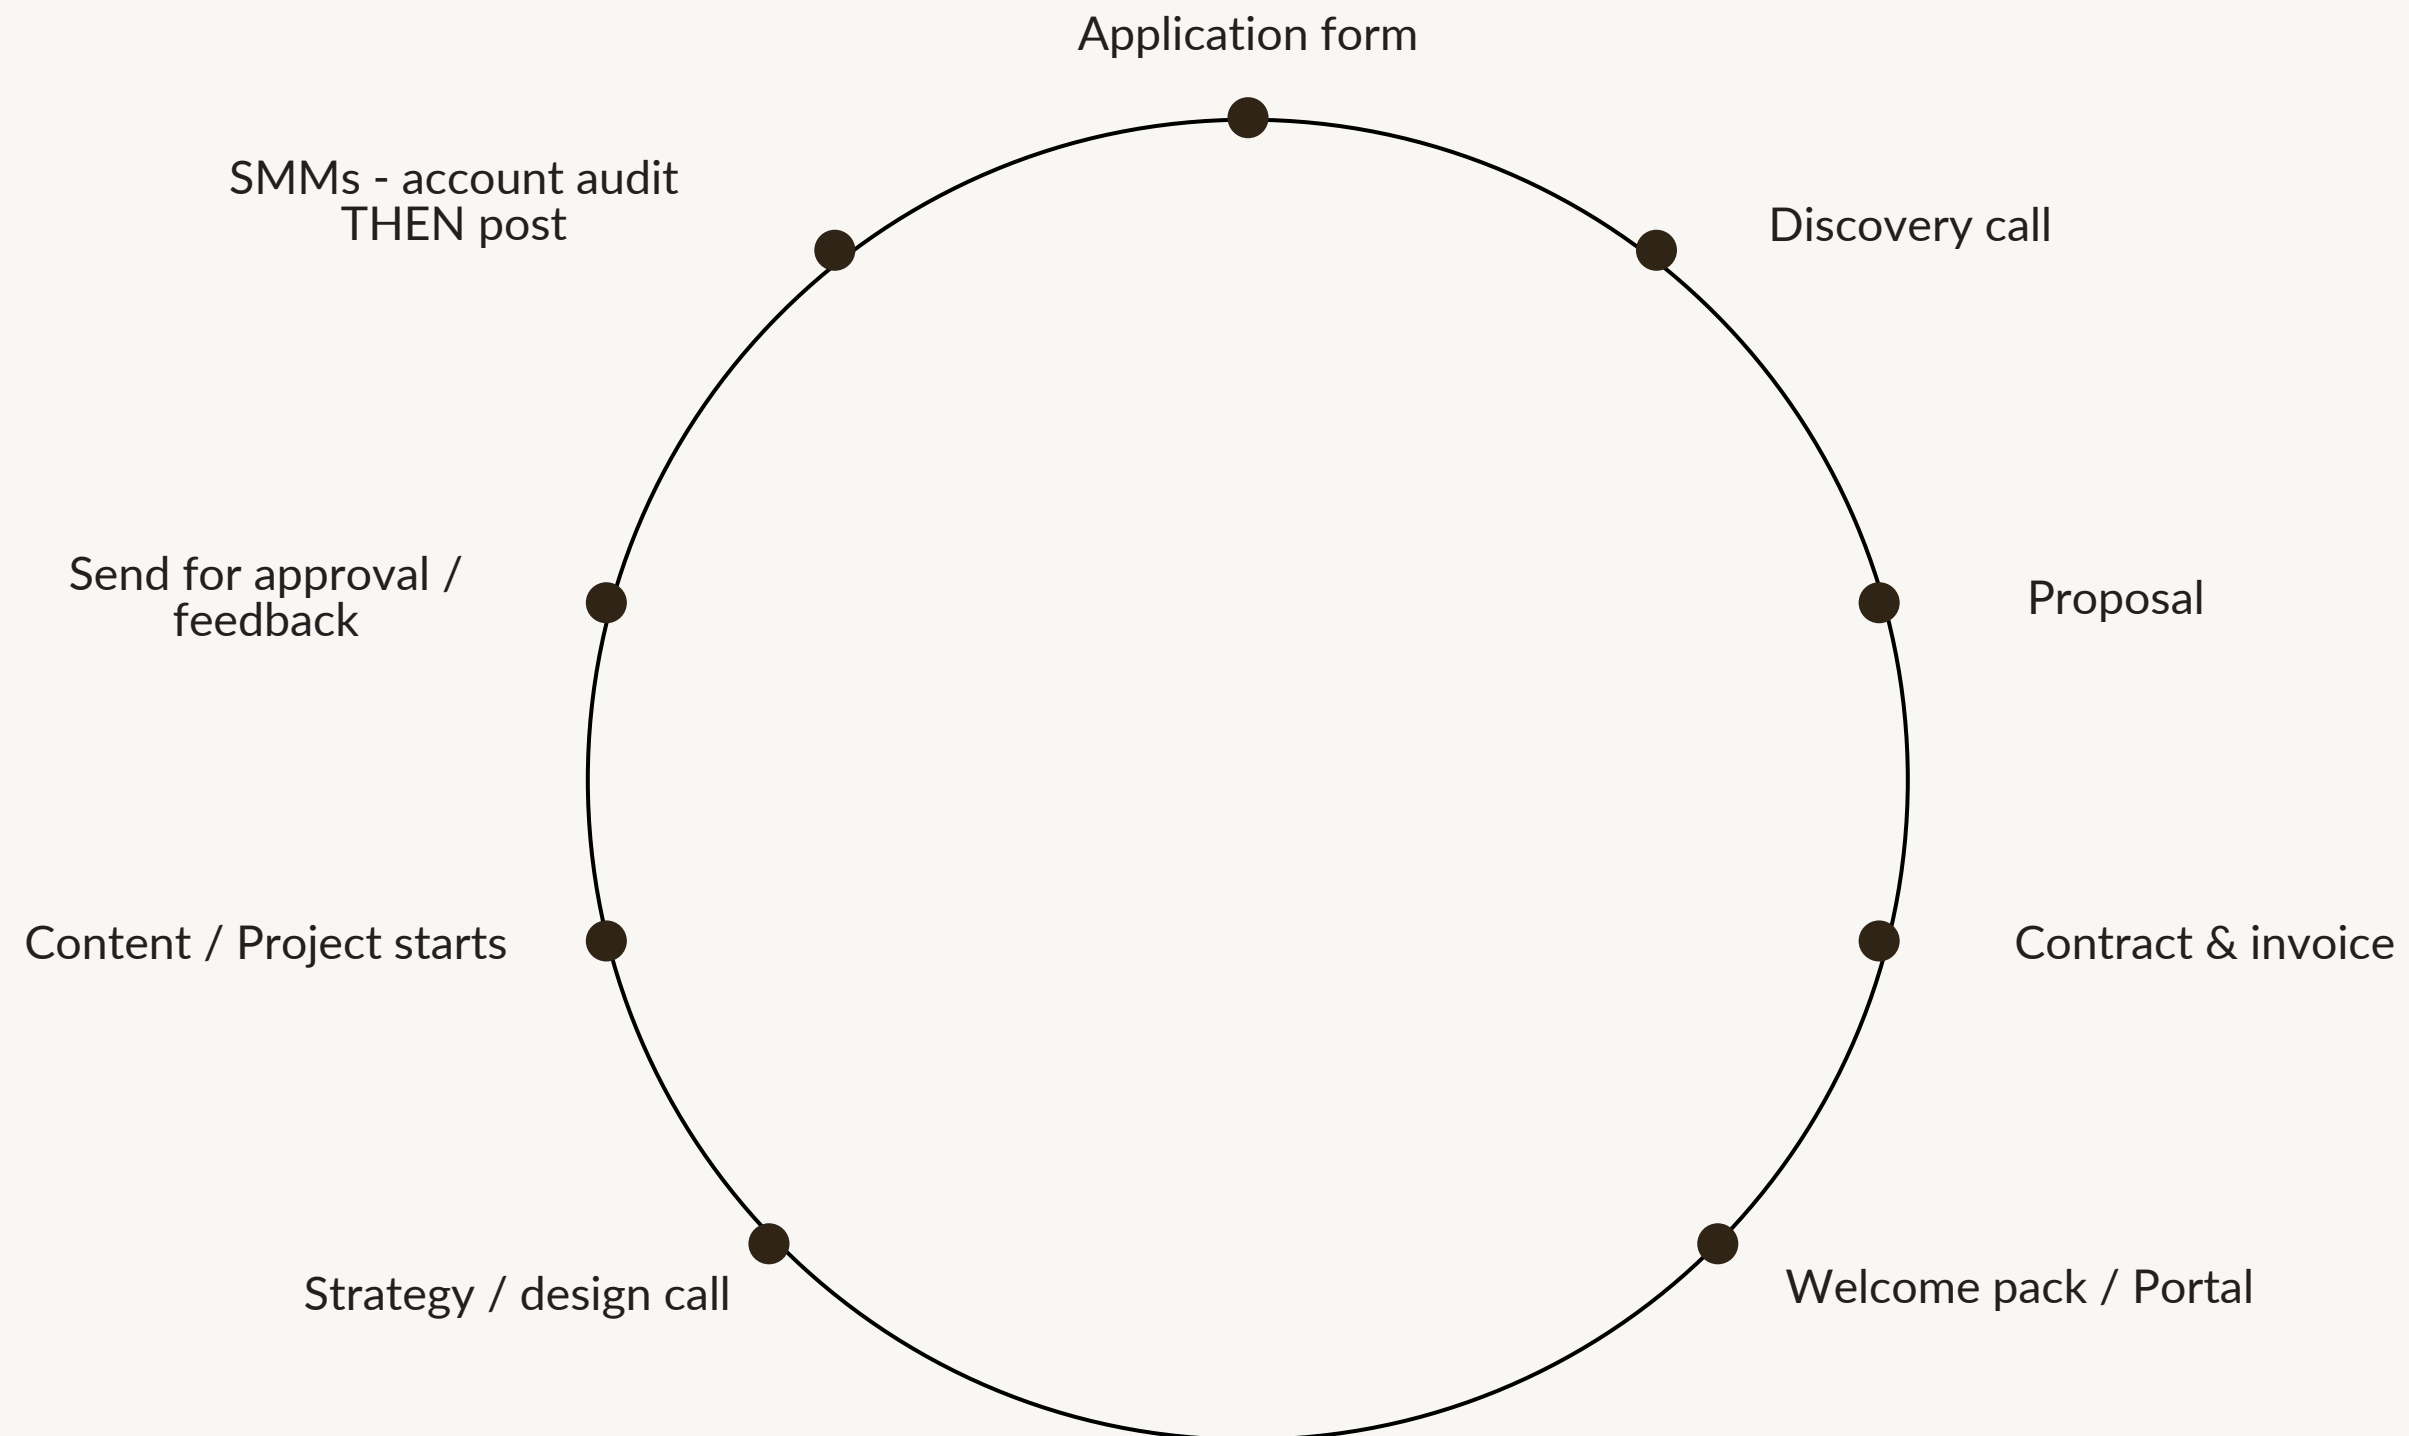 Application form
Discovery call
Proposal
Contract & invoice
Welcome pack / Portal
Strategy / design call
Content / Project starts
Send for approval /
feedback
SMMs - account audit
THEN post